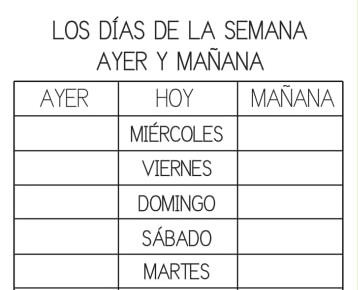 LOS DÍAS DE LA SEMANA
AYER Y MAÑANA
AYER HOY MAÑANA
MIÉRCOLES
VIERNES
DOMINGO
SÁBADO
MARTES